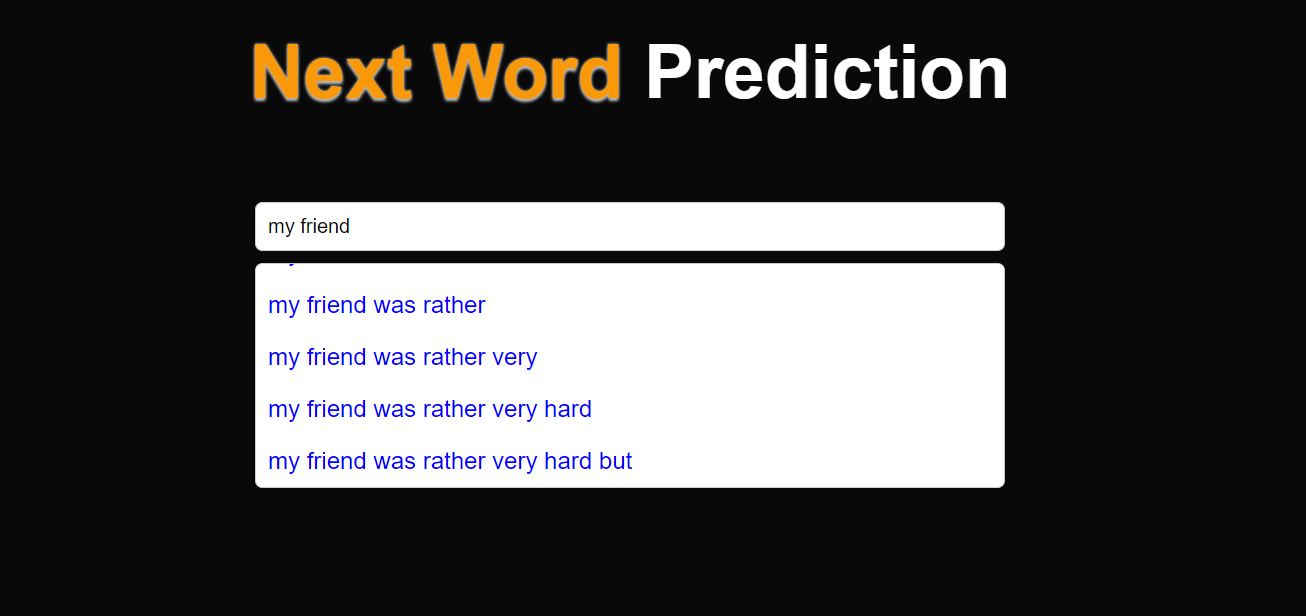 Next Word Prediction
my friend
my friend was rather
my friend was rather very
my friend was rather very hard
my friend was rather very hard but